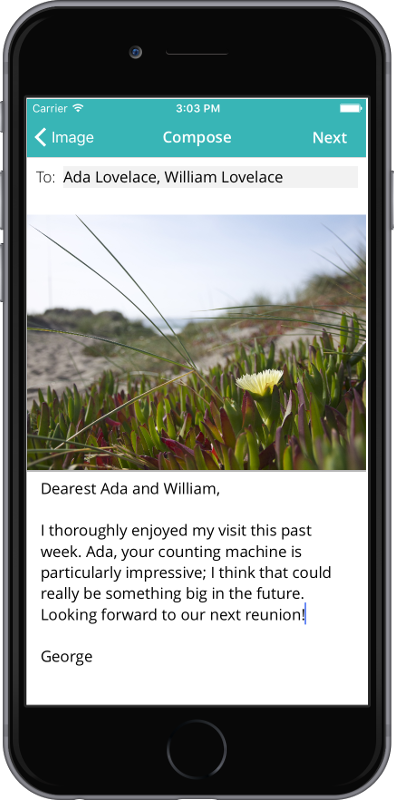 Carrier 3:03 PM
Image Compose Next
To: Ada Lovelace, William Lovelace
Dearest Ada and William,
I thoroughly enjoyed my visit this past
week. Ada, your counting machine is
particularly impressive; I think that could
really be something big in the future.
Looking forward to our next reunion!
George